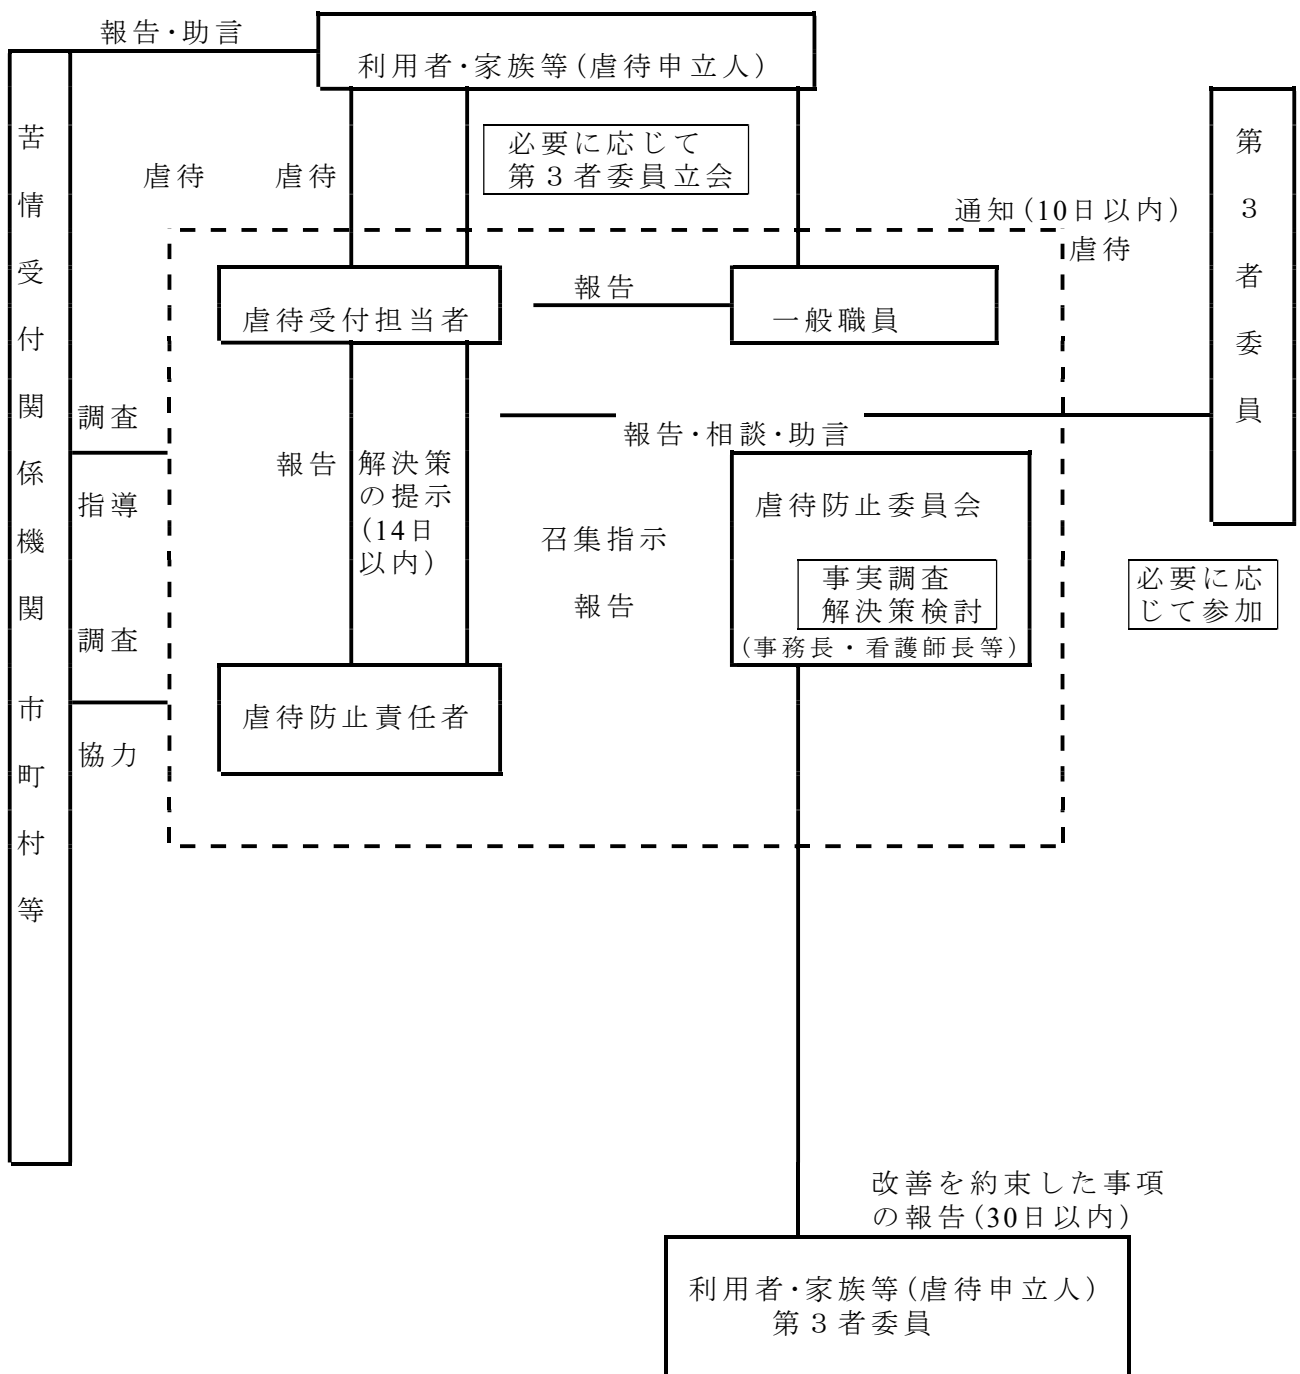 報告・助言
利用者・家族等(虐待申立人)
苦情受付関係機関 市町村等
第３者委員
必要に応じて
第３者委員立会
虐待
虐待
通知(10日以内)
虐待
虐待受付担当者
報告
一般職員
調査
指導
報告・相談・助言
報告
解決策
の提示
(14日
以内)
召集指示
報告
虐待防止委員会
事実調査
解決策検討
(事務長・看護師長等)
必要に応
じて参加
調査
協力
虐待防止責任者
改善を約束した事項
の報告(30日以内)
利用者・家族等(虐待申立人)
第３者委員